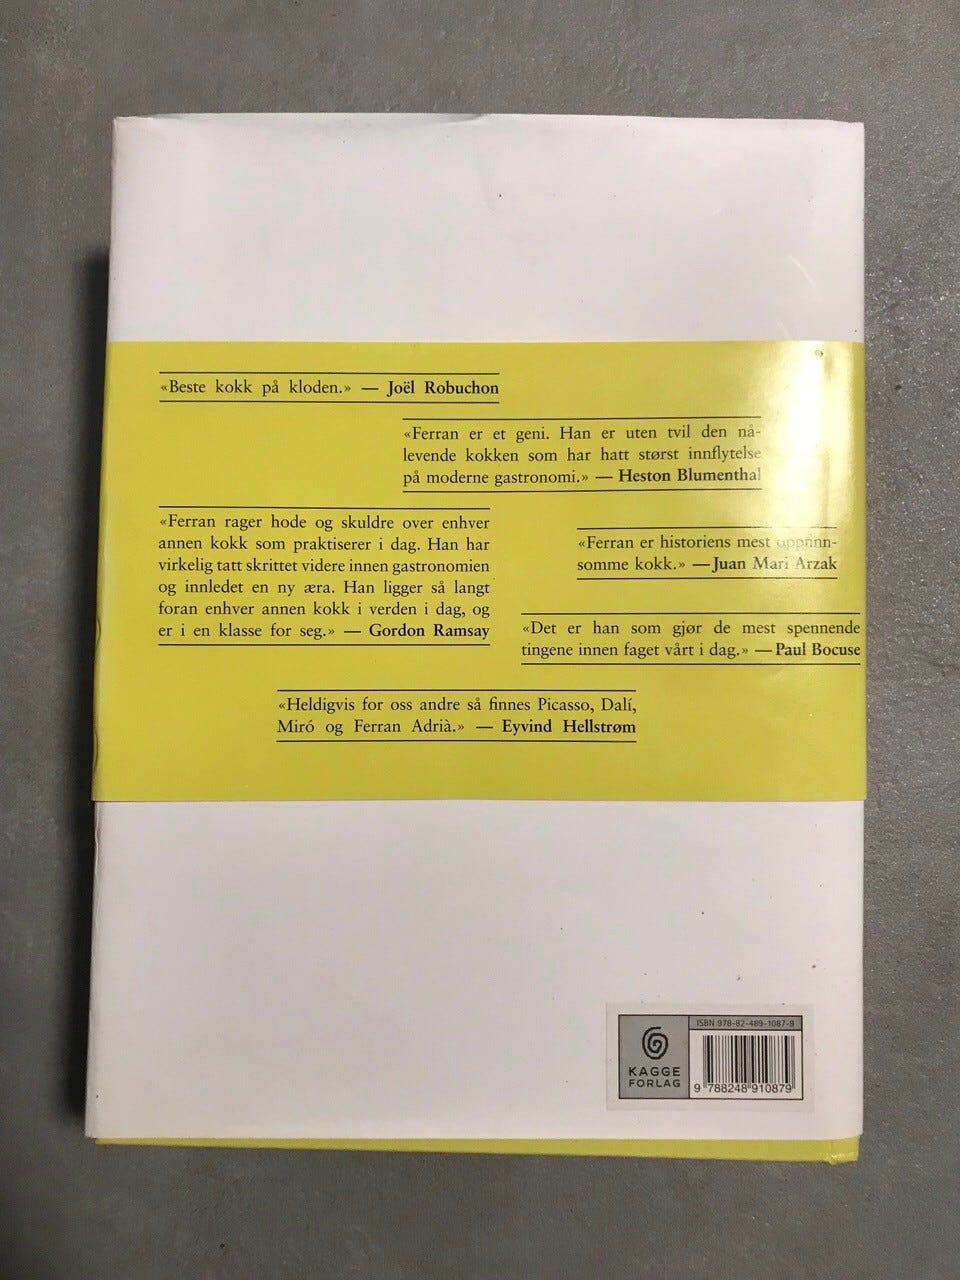 «Beste kokk på kloden.» — Joël Robuchon
«Ferran er et geni. Han er uten tvil den nå-
levende kokken som har hatt størst innflytelse
på moderne gastronomi.» — Heston Blumenthal
«Ferran rager hode og skuldre over enhver
annen kokk som praktiserer i dag. Han har
virkelig tatt skrittet videre innen gastronomien
og innledet en ny æra. Han ligger så langt
foran enhver annen kokk i verden i dag, og
er i en klasse for seg.» — Gordon Ramsay
«Ferran er historiens mest oppfinn-
somme kokk.» — Juan Mari Arzak
«Det er han som gjør de mest spennende
tingene innen faget vårt i dag.» — Paul Bocuse
«Heldigvis for oss andre så finnes Picasso, Dalí,
Miró og Ferran Adrià.» — Eyvind Hellstrøm
ISBN 978-82-489-1087-9
KAGGE
FORLAG
9 788248 910879